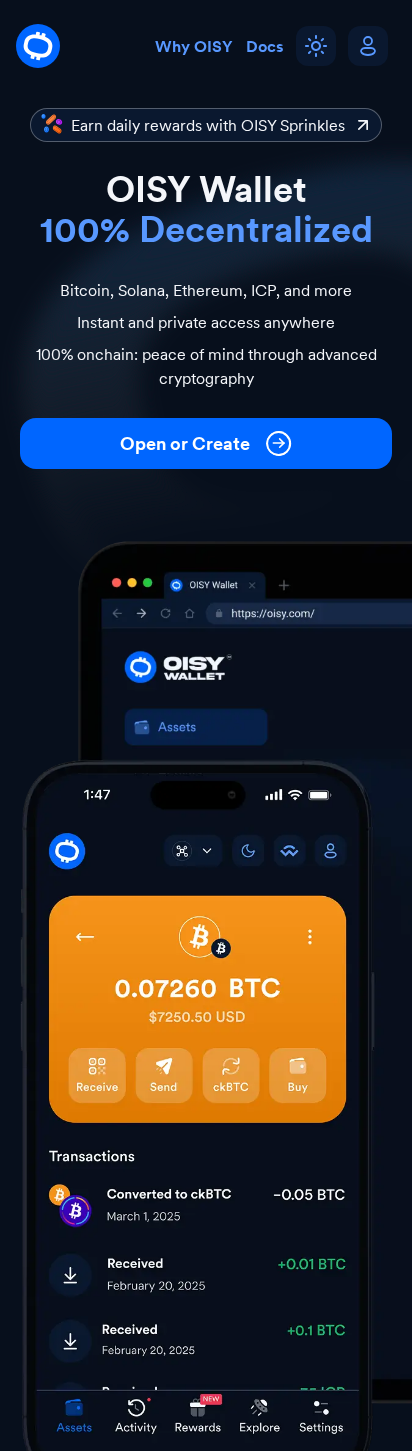 Why OISY Docs
Earn daily rewards with OISY Sprinkles
OISY Wallet
100% Decentralized
Bitcoin, Solana, Ethereum, ICP, and more
Instant and private access anywhere
100% onchain: peace of mind through advanced
cryptography
Open or Create
OISY Wallet
https://oisy.com/
OISY
WALLET
Assets
1:47
0.07260 BTC
$7250.50 USD
Receive Send ckBTC Buy
Transactions
Converted to ckBTC −0.05 BTC
March 1, 2025
Received +0.01 BTC
February 20, 2025
Received +0.1 BTC
February 20, 2025
NEW
Assets Activity Rewards Explore Settings